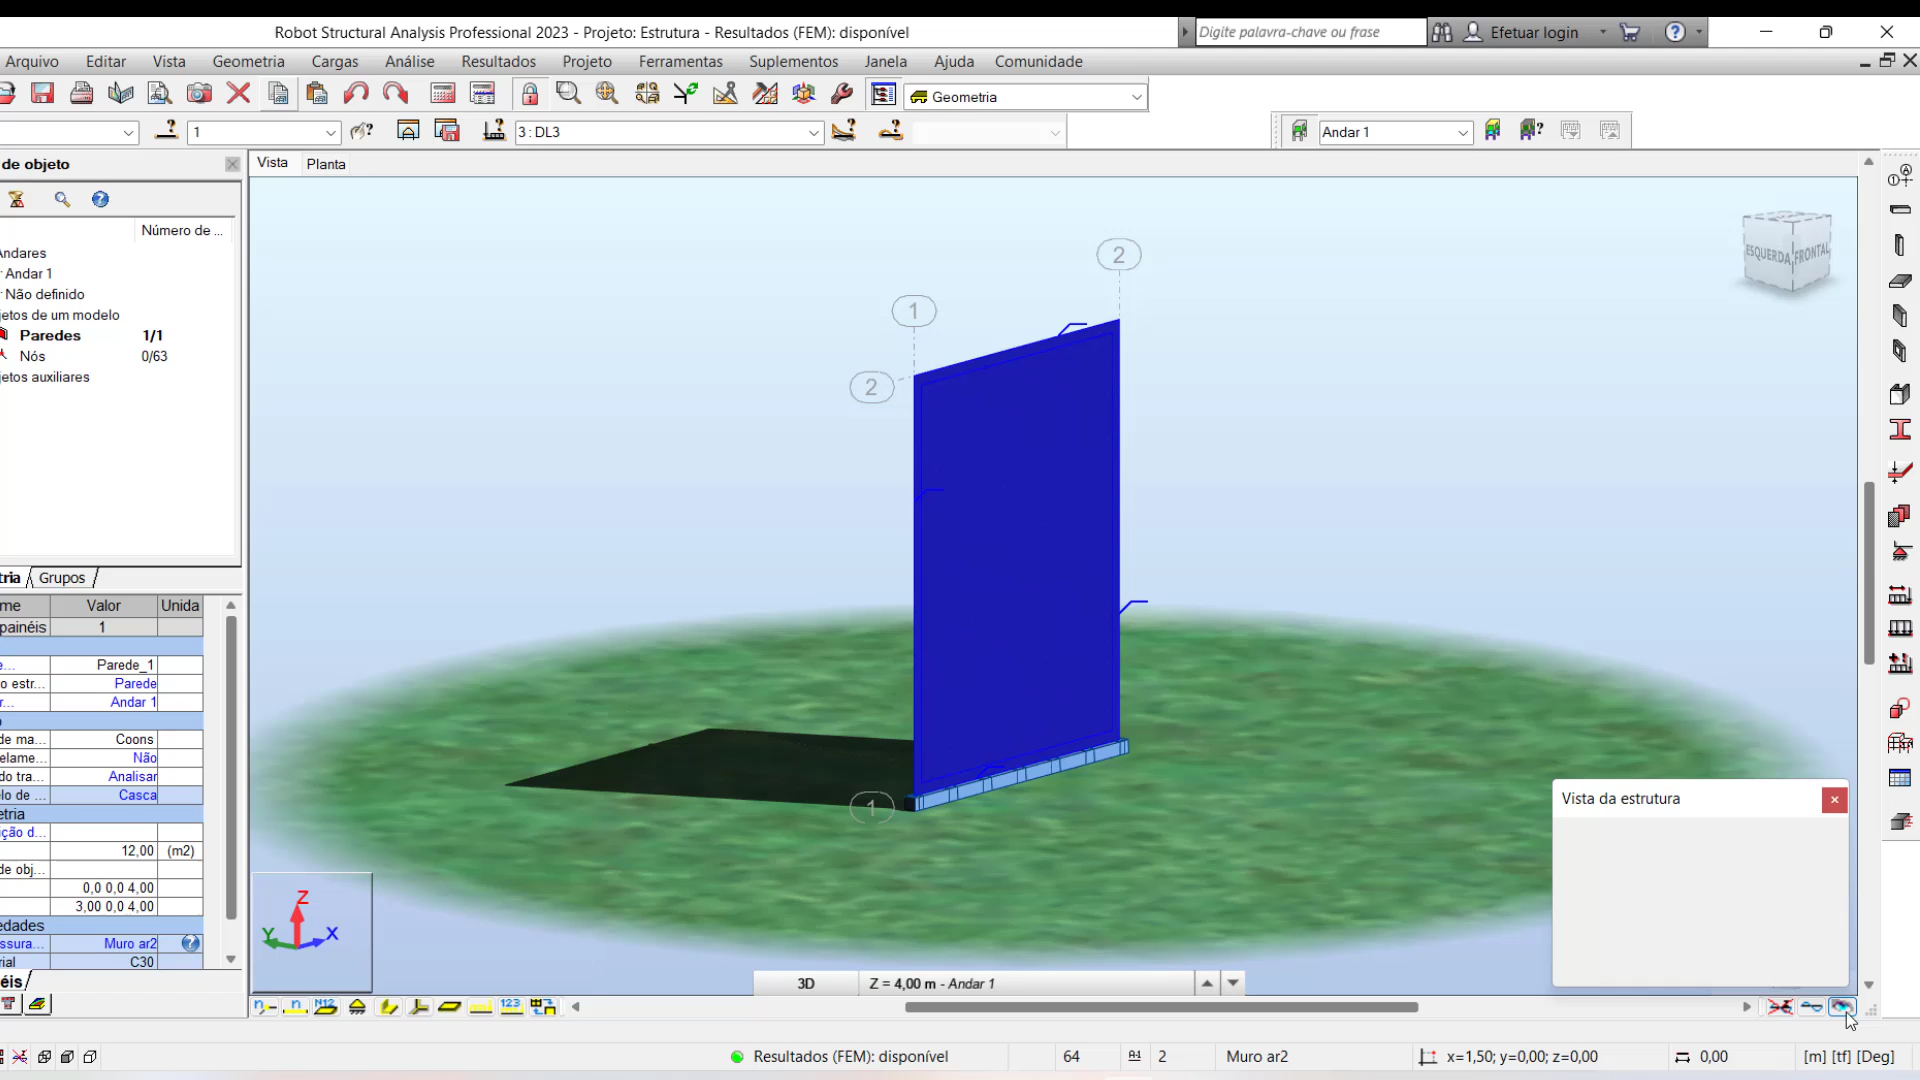 Robot Structural Analysis Professional 2023 - Projeto: Estrutura - Resultados (FEM): disponível
Digite palavra-chave ou frase
Efetuar login
Arquivo Editar Vista Geometria Cargas Análise Resultados Projeto Ferramentas Suplementos Janela Ajuda Comunidade
Geometria
1
3 : DL3
Andar 1
de objeto
Vista
Planta
Número de ...
Andares
Andar 1
Não definido
jetos de um modelo
Paredes 1/1
Nós 0/63
jetos auxiliares
tria
Grupos
me Valor Unida
painéis 1
e... Parede_1
o estr... Parede
r... Andar 1
o
de ma... Coons
elame... Não
do tra... Analisar
lo de ... Casca
etria
ição d...
12,00 (m2)
de obj...
0,0 0,0 4,00
3,00 0,0 4,00
edades
ssura... Muro ar2
rial C30
éis
2
1
2
1
ESQUERDA
FRONTAL
Z
Y
X
3D
Z = 4,00 m - Andar 1
Vista da estrutura
n
n
N12
123
Resultados (FEM): disponível
64
2
Muro ar2
x=1,50; y=0,00; z=0,00
0,00
[m] [tf] [Deg]